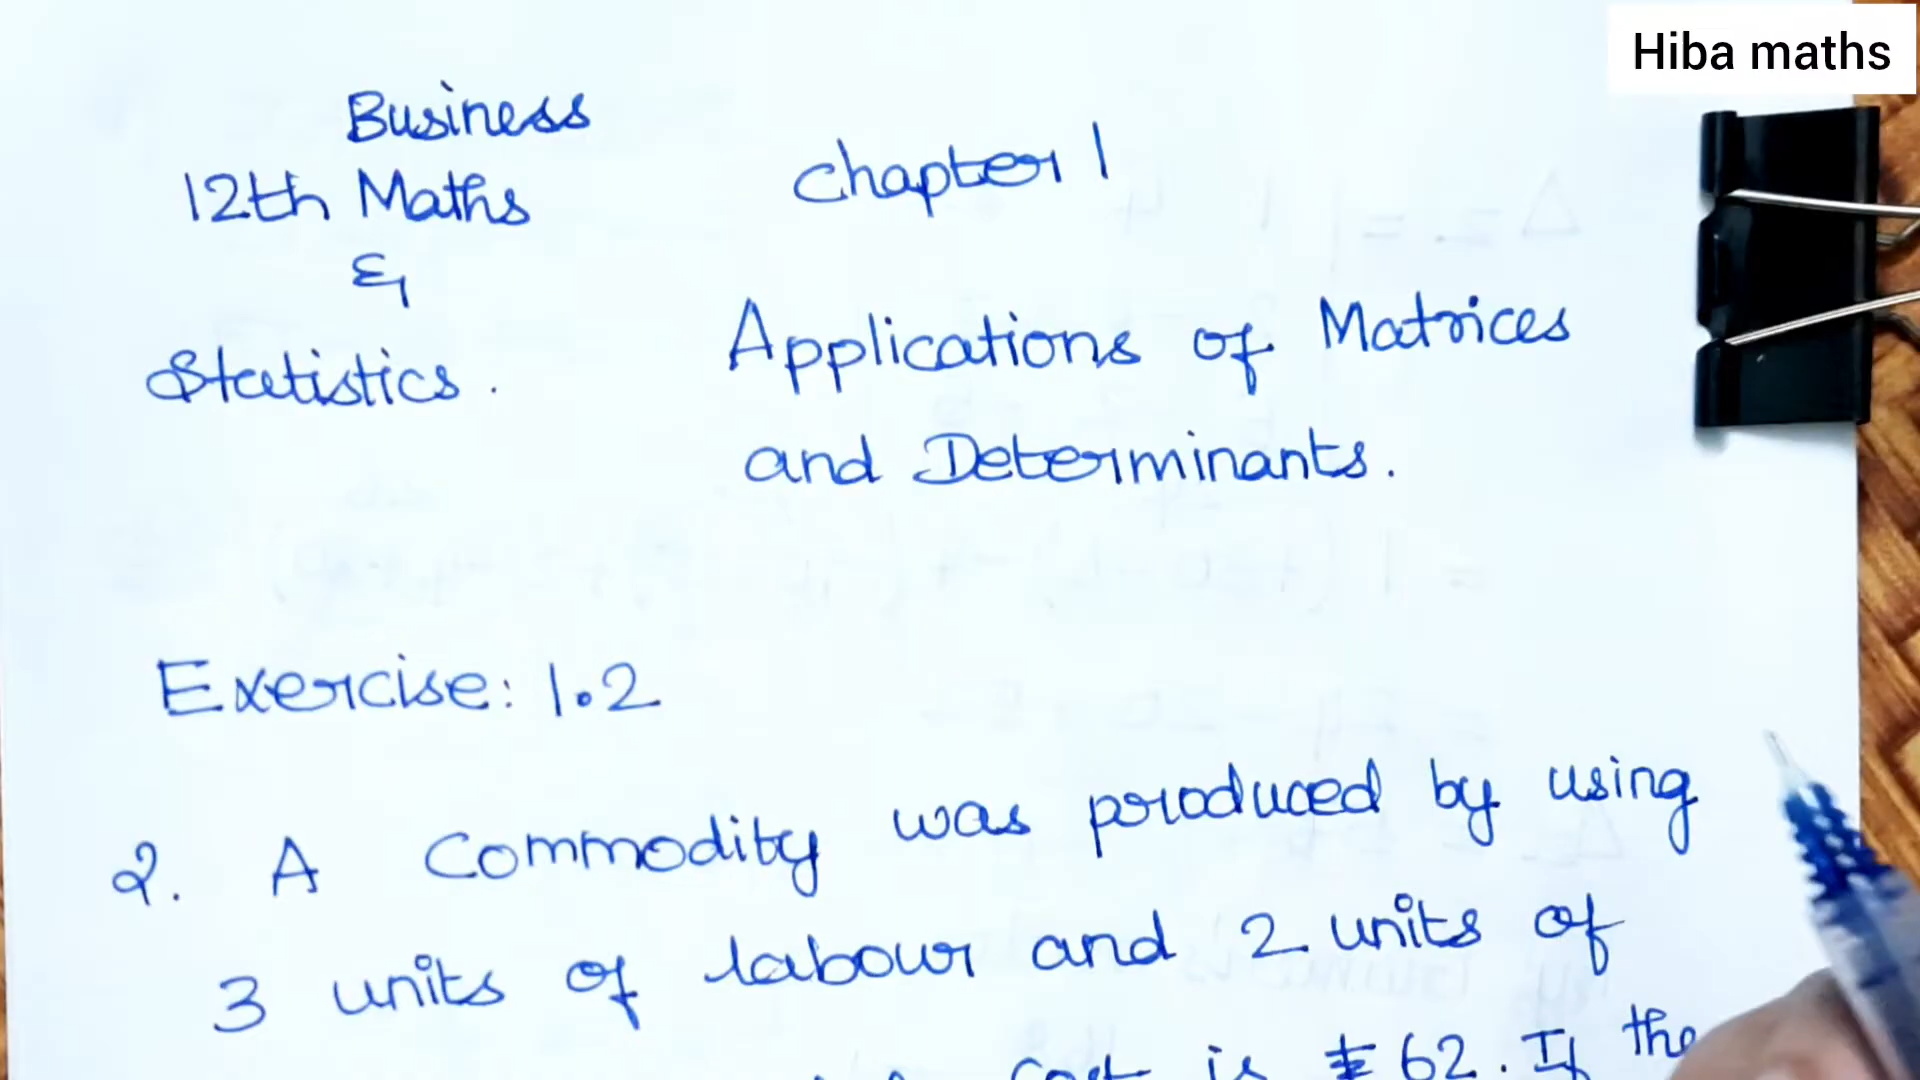 Hiba maths
Business
12th Maths
&
Statistics.
Chapter 1
Applications of Matrices
and Determinants.
Exercise: 1.2
2. A Commodity was produced by using
3 units of labour and 2 units of
cost is ₹ 62. If the